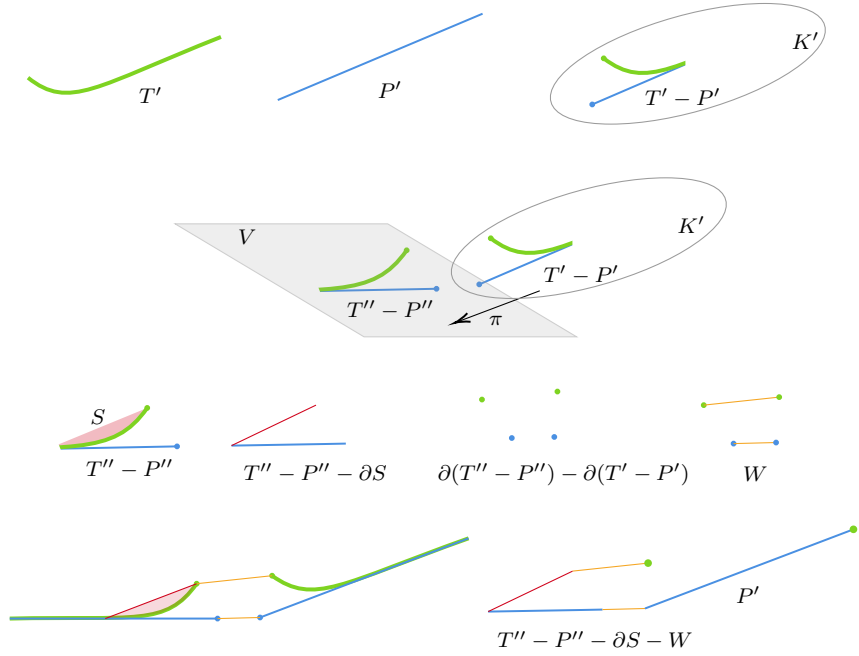 T′
P′
K′
T′ − P′
V
K′
T′ − P′
T″ − P″
π
S
T″ − P″
T″ − P″ − ∂S
∂(T″ − P″) − ∂(T′ − P′)
W
P′
T″ − P″ − ∂S − W